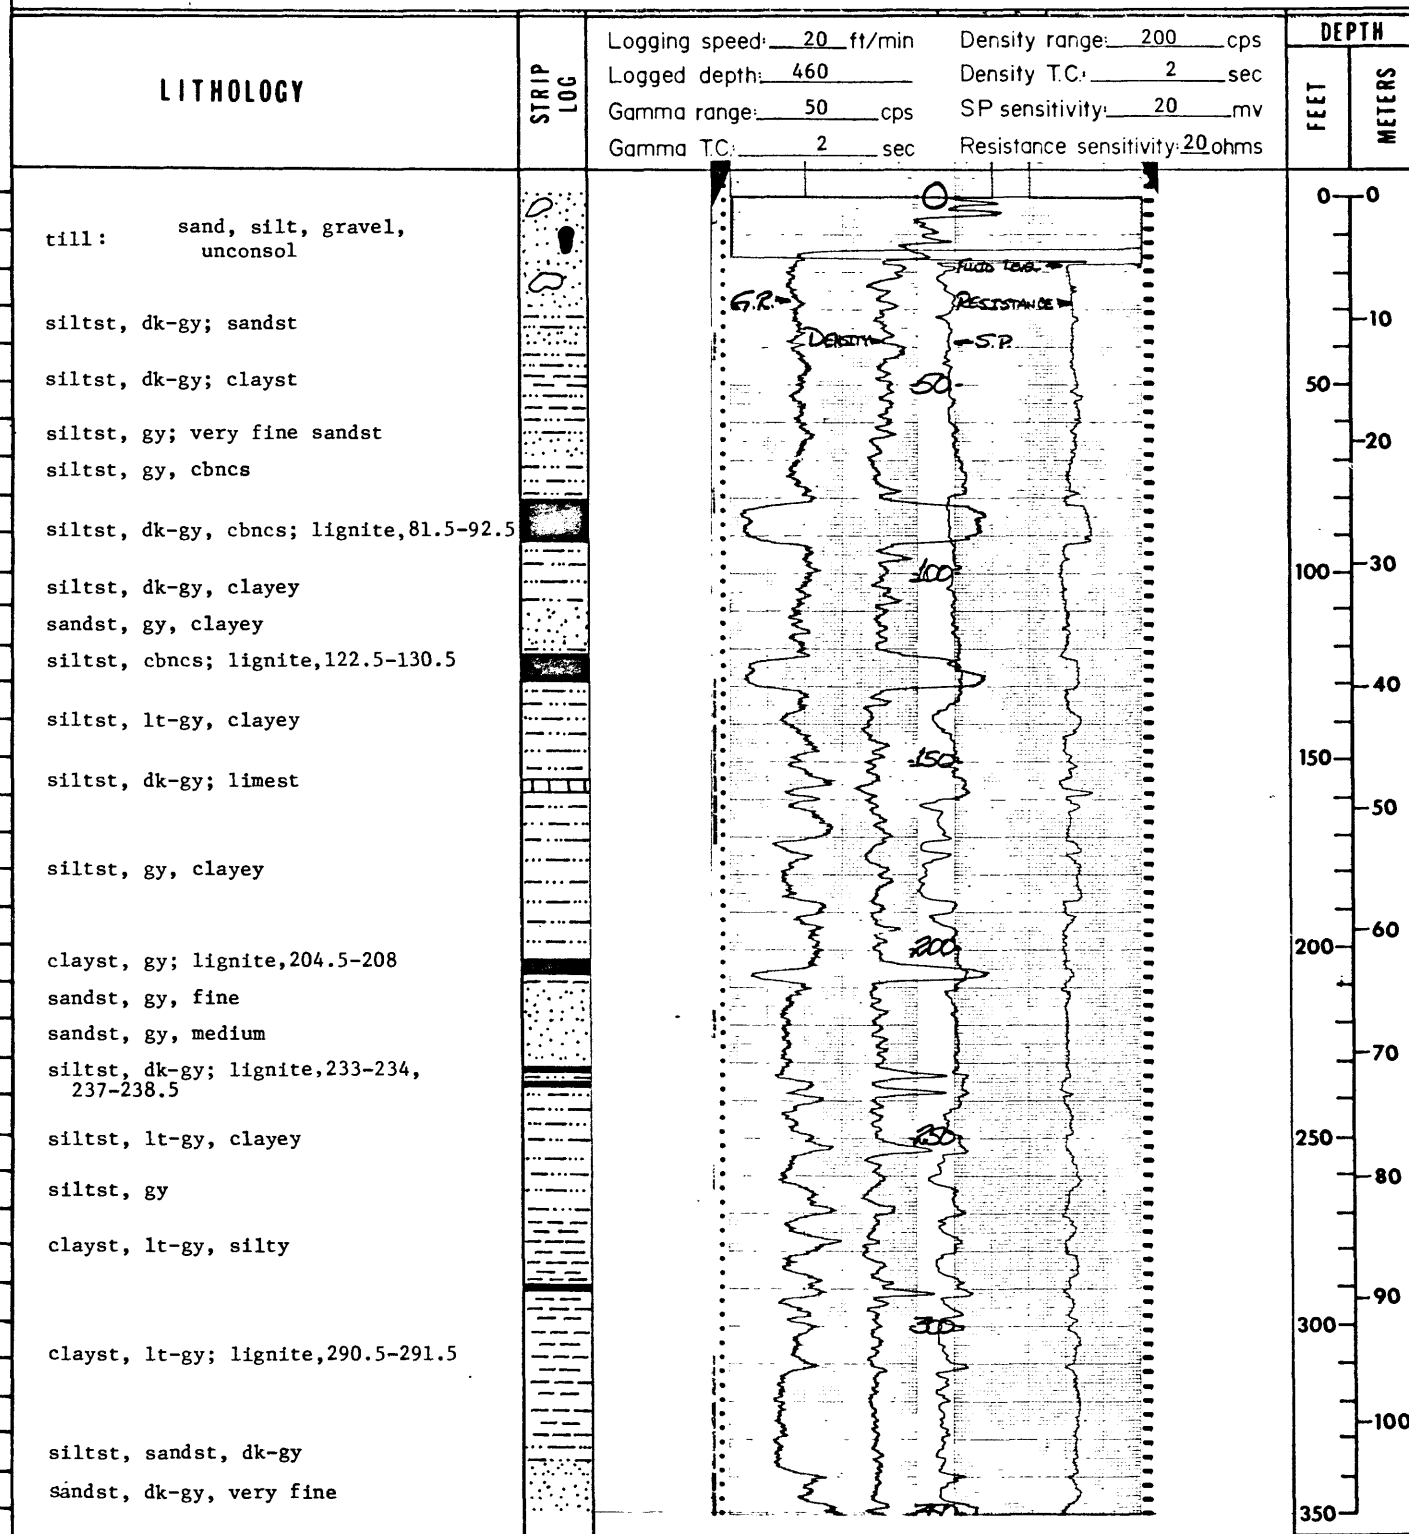 LITHOLOGY
STRIP LOG
Logging speed: 20 ft/min
Logged depth: 460
Gamma range: 50 cps
Gamma T.C.: 2 sec
Density range: 200 cps
Density T.C.: 2 sec
SP sensitivity: 20 mv
Resistance sensitivity: 20 ohms
DEPTH
FEET
METERS
till: sand, silt, gravel,
unconsol
siltst, dk-gy; sandst
siltst, dk-gy; clayst
siltst, gy; very fine sandst
siltst, gy, cbncs
siltst, dk-gy, cbncs; lignite,81.5-92.5
siltst, dk-gy, clayey
sandst, gy, clayey
siltst, cbncs; lignite,122.5-130.5
siltst, lt-gy, clayey
siltst, dk-gy; limest
siltst, gy, clayey
clayst, gy; lignite,204.5-208
sandst, gy, fine
sandst, gy, medium
siltst, dk-gy; lignite,233-234,
237-238.5
siltst, lt-gy, clayey
siltst, gy
clayst, lt-gy, silty
clayst, lt-gy; lignite,290.5-291.5
siltst, sandst, dk-gy
sandst, dk-gy, very fine
0
FLUID LEVEL
G.R.
RESISTANCE
DENSITY
S.P.
50
100
150
200
250
300
350
0
50
100
150
200
250
300
350
0
10
20
30
40
50
60
70
80
90
100